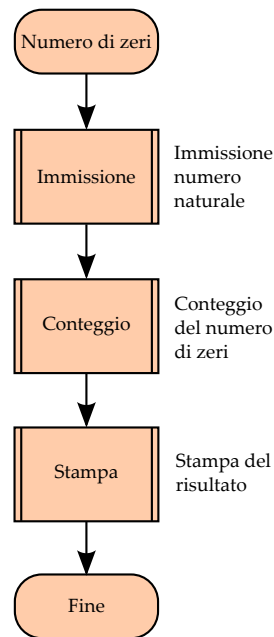 Numero di zeri
Immissione
Immissione
numero
naturale
Conteggio
Conteggio
del numero
di zeri
Stampa
Stampa del
risultato
Fine